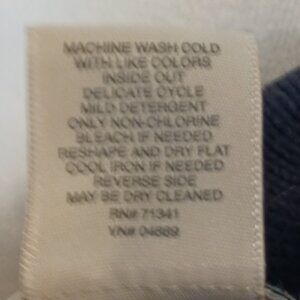 MACHINE WASH COLD
WITH LIKE COLORS
INSIDE OUT
DELICATE CYCLE
MILD DETERGENT
ONLY NON-CHLORINE
BLEACH IF NEEDED
RESHAPE AND DRY FLAT
COOL IRON IF NEEDED
REVERSE SIDE
MAY BE DRY CLEANED
RN# 71341
VN# 04889